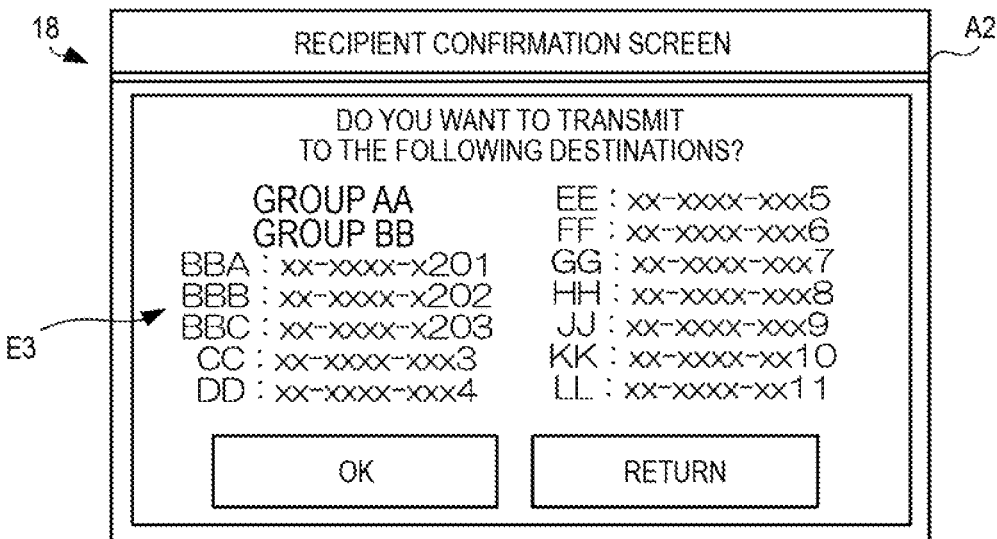 18
A2
RECIPIENT CONFIRMATION SCREEN
DO YOU WANT TO TRANSMIT
TO THE FOLLOWING DESTINATIONS?
GROUP AA
GROUP BB
BBA : xx-xxxx-x201
BBB : xx-xxxx-x202
BBC : xx-xxxx-x203
CC : xx-xxxx-xxx3
DD : xx-xxxx-xxx4
EE : xx-xxxx-xxx5
FF : xx-xxxx-xxx6
GG : xx-xxxx-xxx7
HH : xx-xxxx-xxx8
JJ : xx-xxxx-xxx9
KK : xx-xxxx-xx10
LL : xx-xxxx-xx11
E3
OK
RETURN